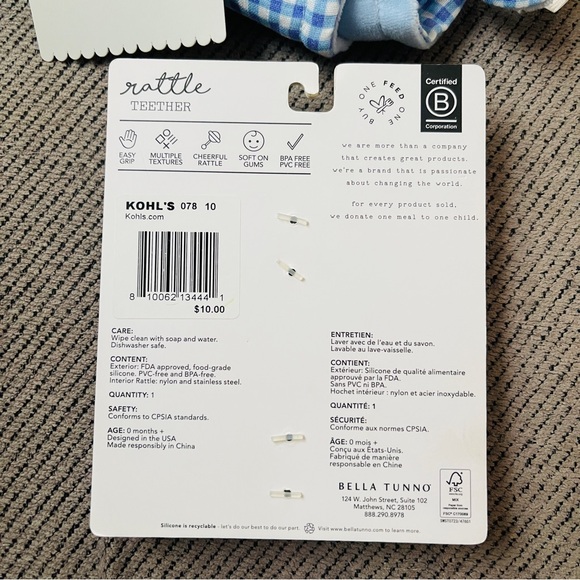 rattle
TEETHER
EASY
GRIP
MULTIPLE
TEXTURES
CHEERFUL
RATTLE
SOFT ON
GUMS
BPA FREE
PVC FREE
KOHL'S 078 10
Kohls.com
8 10062 13444 1
$10.00
CARE:
Wipe clean with soap and water.
Dishwasher safe.
CONTENT:
Exterior: FDA approved, food-grade
silicone. PVC-free and BPA-free.
Interior Rattle: nylon and stainless steel.
QUANTITY: 1
SAFETY:
Conforms to CPSIA standards.
AGE: 0 months +
Designed in the USA
Made responsibly in China
Silicone is recyclable - let's do our best to do our part.
BUY ONE FEED ONE
Certified
B
Corporation
we are more than a company
that creates great products.
we're a brand that is passionate
about changing the world.
for every product sold,
we donate one meal to one child.
ENTRETIEN:
Laver avec de l'eau et du savon.
Lavable au lave-vaisselle.
CONTIENT:
Extérieur: Silicone de qualité alimentaire
approuvé par la FDA.
Sans PVC ni BPA.
Hochet intérieur : nylon et acier inoxydable.
QUANTITÉ: 1
SÉCURITÉ:
Conforme aux normes CPSIA.
ÂGE: 0 mois +
Conçu aux États-Unis.
Fabriqué de manière
responsable en Chine
BELLA TUNNO
124 W. John Street, Suite 102
Matthews, NC 28105
888.290.8978
Visit www.bellatunno.com to learn more.
FSC
MIX